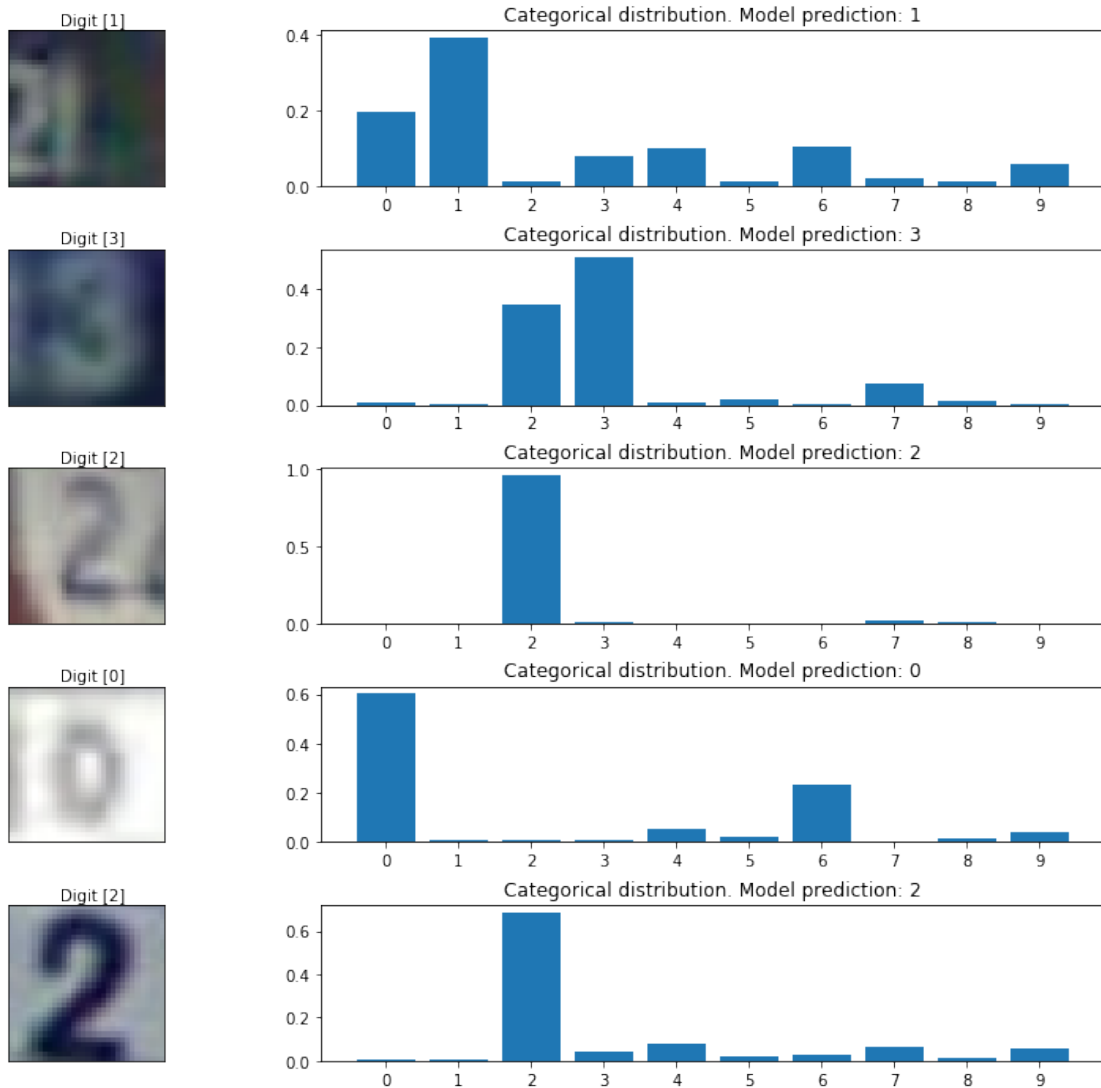 Digit [1]
Categorical distribution. Model prediction: 1
0.4
0.2
0.0
2 1
0 1 2 3 4 5 6 7 8 9
Digit [3]
Categorical distribution. Model prediction: 3
0.4
0.2
0.0
3
0 1 2 3 4 5 6 7 8 9
Digit [2]
Categorical distribution. Model prediction: 2
1.0
0.5
0.0
2
0 1 2 3 4 5 6 7 8 9
Digit [0]
Categorical distribution. Model prediction: 0
0.6
0.4
0.2
0.0
0
0 1 2 3 4 5 6 7 8 9
Digit [2]
Categorical distribution. Model prediction: 2
0.6
0.4
0.2
0.0
2
0 1 2 3 4 5 6 7 8 9